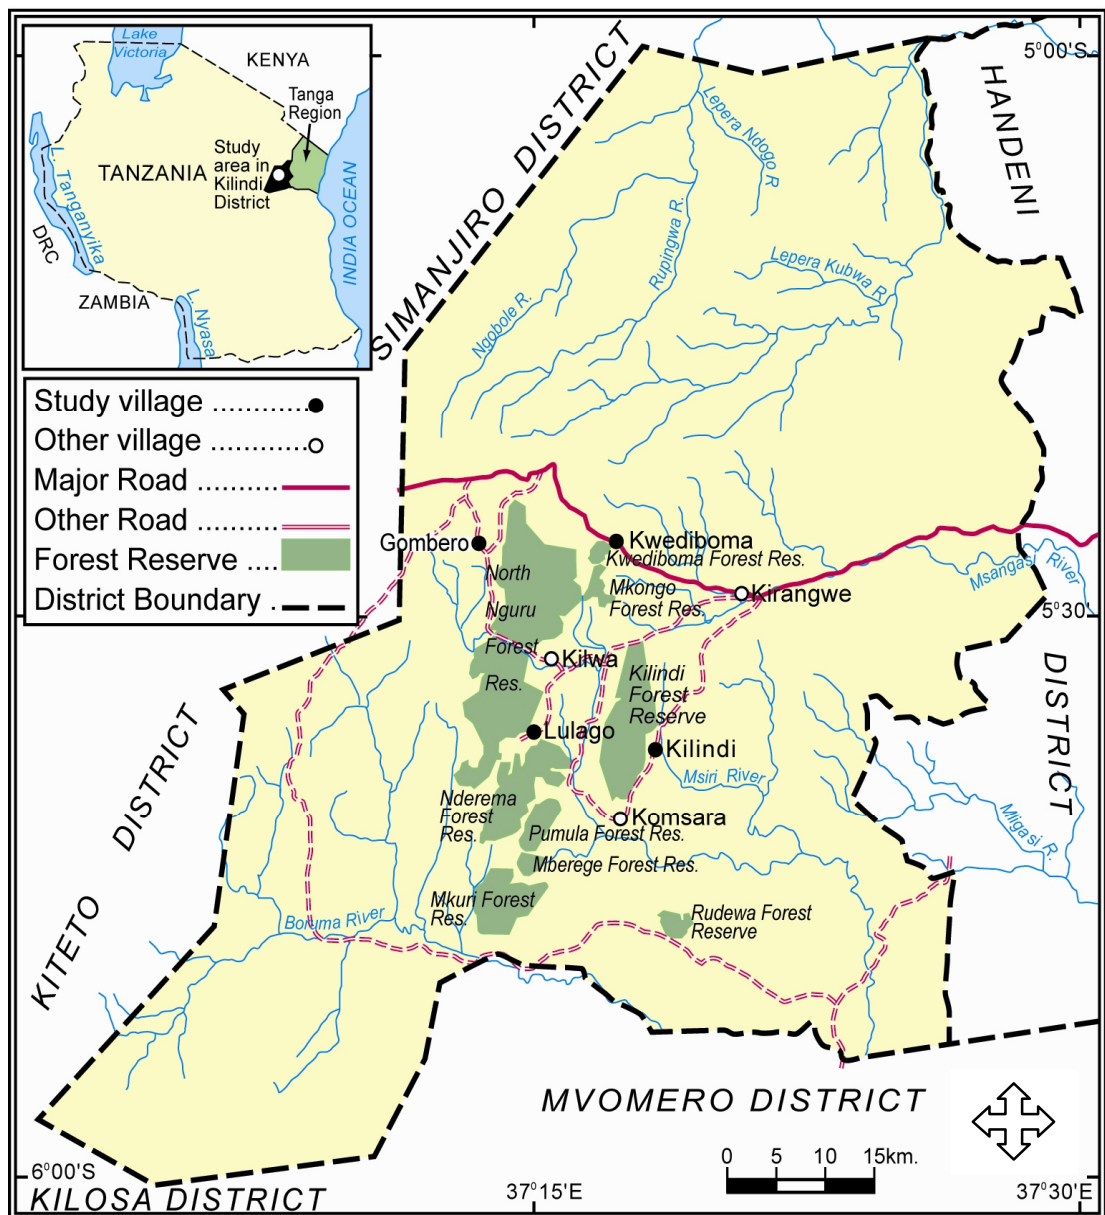 Lake
Victoria
KENYA
Tanga
Region
TANZANIA
Study
area in
Kilindi
District
L. Tanganyika
DRC
ZAMBIA
L. Nyasa
INDIA OCEAN
Study village
Other village
Major Road
Other Road
Forest Reserve
District Boundary
SIMANJIRO DISTRICT
HANDENI
DISTRICT
5°00'S
Lepera Ndogo R
Rupingwa R.
Lepera Kubwa R
Ngobole R.
Gombero
Kwediboma
Kwediboma Forest Res.
Mkongo
Forest Res.
Kirangwe
Msangasi River
5°30'
North
Nguru
Forest
Res.
Kilwa
Kilindi
Forest
Reserve
Lulago
Kilindi
Msiri River
Nderema
Forest
Res.
Komsara
Pumula Forest Res.
Mberege Forest Res.
Mkuri Forest
Res.
Rudewa Forest
Reserve
Boruma River
Mligasi R.
KITETO DISTRICT
MVOMERO DISTRICT
0 5 10 15km.
6°00'S
KILOSA DISTRICT
37°15'E
37°30'E